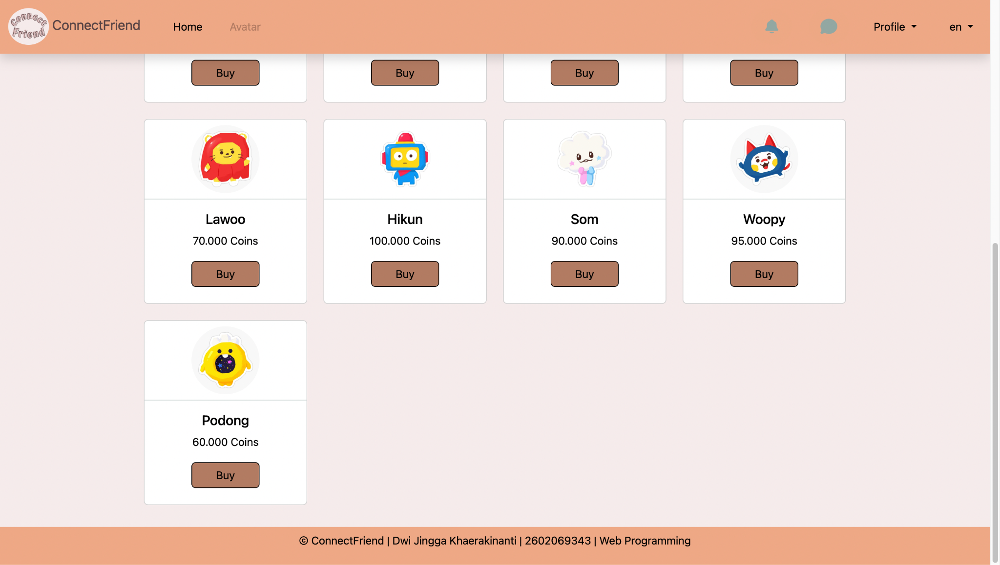 Connect
Friend
ConnectFriend
Home
Avatar
Profile
en
Buy
Buy
Buy
Buy
Lawoo
70.000 Coins
Buy
Hikun
100.000 Coins
Buy
Som
90.000 Coins
Buy
Woopy
95.000 Coins
Buy
Podong
60.000 Coins
Buy
© ConnectFriend | Dwi Jingga Khaerakinanti | 2602069343 | Web Programming